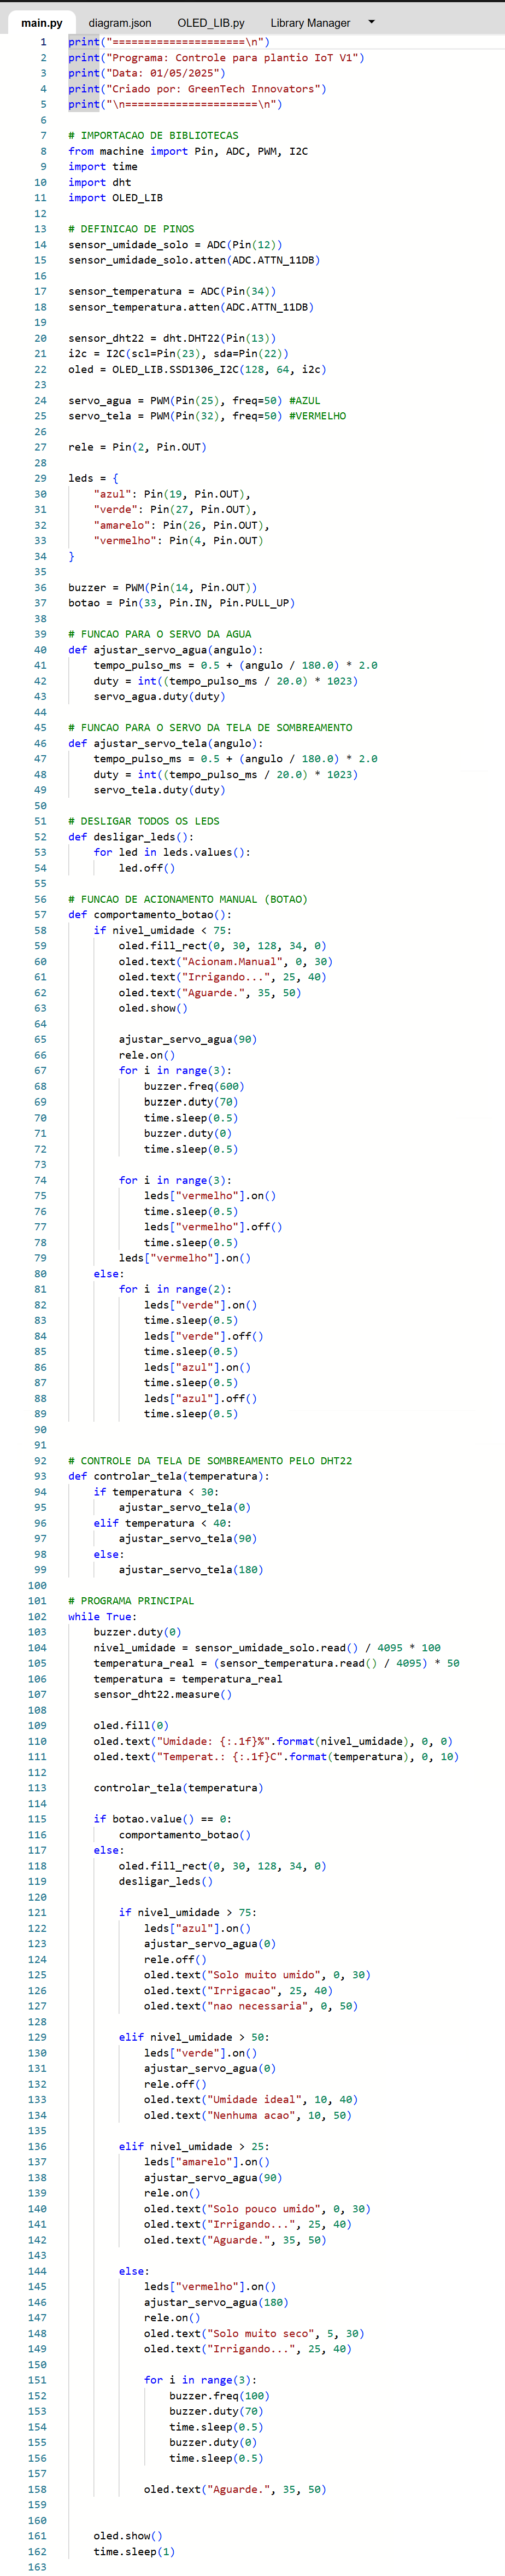 main.py diagram.json OLED_LIB.py Library Manager
1 print("=====================\n")
2 print("Programa: Controle para plantio IoT V1")
3 print("Data: 01/05/2025")
4 print("Criado por: GreenTech Innovators")
5 print("\n=====================\n")
6
7 # IMPORTACAO DE BIBLIOTECAS
8 from machine import Pin, ADC, PWM, I2C
9 import time
10 import dht
11 import OLED_LIB
12
13 # DEFINICAO DE PINOS
14 sensor_umidade_solo = ADC(Pin(12))
15 sensor_umidade_solo.atten(ADC.ATTN_11DB)
16
17 sensor_temperatura = ADC(Pin(34))
18 sensor_temperatura.atten(ADC.ATTN_11DB)
19
20 sensor_dht22 = dht.DHT22(Pin(13))
21 i2c = I2C(scl=Pin(23), sda=Pin(22))
22 oled = OLED_LIB.SSD1306_I2C(128, 64, i2c)
23
24 servo_agua = PWM(Pin(25), freq=50) #AZUL
25 servo_tela = PWM(Pin(32), freq=50) #VERMELHO
26
27 rele = Pin(2, Pin.OUT)
28
29 leds = {
30     "azul": Pin(19, Pin.OUT),
31     "verde": Pin(27, Pin.OUT),
32     "amarelo": Pin(26, Pin.OUT),
33     "vermelho": Pin(4, Pin.OUT)
34 }
35
36 buzzer = PWM(Pin(14, Pin.OUT))
37 botao = Pin(33, Pin.IN, Pin.PULL_UP)
38
39 # FUNCAO PARA O SERVO DA AGUA
40 def ajustar_servo_agua(angulo):
41     tempo_pulso_ms = 0.5 + (angulo / 180.0) * 2.0
42     duty = int((tempo_pulso_ms / 20.0) * 1023)
43     servo_agua.duty(duty)
44
45 # FUNCAO PARA O SERVO DA TELA DE SOMBREAMENTO
46 def ajustar_servo_tela(angulo):
47     tempo_pulso_ms = 0.5 + (angulo / 180.0) * 2.0
48     duty = int((tempo_pulso_ms / 20.0) * 1023)
49     servo_tela.duty(duty)
50
51 # DESLIGAR TODOS OS LEDS
52 def desligar_leds():
53     for led in leds.values():
54         led.off()
55
56 # FUNCAO DE ACIONAMENTO MANUAL (BOTAO)
57 def comportamento_botao():
58     if nivel_umidade < 75:
59         oled.fill_rect(0, 30, 128, 34, 0)
60         oled.text("Acionam.Manual", 0, 30)
61         oled.text("Irrigando...", 25, 40)
62         oled.text("Aguarde.", 35, 50)
63         oled.show()
64
65         ajustar_servo_agua(90)
66         rele.on()
67         for i in range(3):
68             buzzer.freq(600)
69             buzzer.duty(70)
70             time.sleep(0.5)
71             buzzer.duty(0)
72             time.sleep(0.5)
73
74         for i in range(3):
75             leds["vermelho"].on()
76             time.sleep(0.5)
77             leds["vermelho"].off()
78             time.sleep(0.5)
79         leds["vermelho"].on()
80     else:
81         for i in range(2):
82             leds["verde"].on()
83             time.sleep(0.5)
84             leds["verde"].off()
85             time.sleep(0.5)
86             leds["azul"].on()
87             time.sleep(0.5)
88             leds["azul"].off()
89             time.sleep(0.5)
90
91
92 # CONTROLE DA TELA DE SOMBREAMENTO PELO DHT22
93 def controlar_tela(temperatura):
94     if temperatura < 30:
95         ajustar_servo_tela(0)
96     elif temperatura < 40:
97         ajustar_servo_tela(90)
98     else:
99         ajustar_servo_tela(180)
100
101 # PROGRAMA PRINCIPAL
102 while True:
103     buzzer.duty(0)
104     nivel_umidade = sensor_umidade_solo.read() / 4095 * 100
105     temperatura_real = (sensor_temperatura.read() / 4095) * 50
106     temperatura = temperatura_real
107     sensor_dht22.measure()
108
109     oled.fill(0)
110     oled.text("Umidade: {:.1f}%".format(nivel_umidade), 0, 0)
111     oled.text("Temperat.: {:.1f}C".format(temperatura), 0, 10)
112
113     controlar_tela(temperatura)
114
115     if botao.value() == 0:
116         comportamento_botao()
117     else:
118         oled.fill_rect(0, 30, 128, 34, 0)
119         desligar_leds()
120
121         if nivel_umidade > 75:
122             leds["azul"].on()
123             ajustar_servo_agua(0)
124             rele.off()
125             oled.text("Solo muito umido", 0, 30)
126             oled.text("Irrigacao", 25, 40)
127             oled.text("nao necessaria", 0, 50)
128
129         elif nivel_umidade > 50:
130             leds["verde"].on()
131             ajustar_servo_agua(0)
132             rele.off()
133             oled.text("Umidade ideal", 10, 40)
134             oled.text("Nenhuma acao", 10, 50)
135
136         elif nivel_umidade > 25:
137             leds["amarelo"].on()
138             ajustar_servo_agua(90)
139             rele.on()
140             oled.text("Solo pouco umido", 0, 30)
141             oled.text("Irrigando...", 25, 40)
142             oled.text("Aguarde.", 35, 50)
143
144         else:
145             leds["vermelho"].on()
146             ajustar_servo_agua(180)
147             rele.on()
148             oled.text("Solo muito seco", 5, 30)
149             oled.text("Irrigando...", 25, 40)
150
151             for i in range(3):
152                 buzzer.freq(100)
153                 buzzer.duty(70)
154                 time.sleep(0.5)
155                 buzzer.duty(0)
156                 time.sleep(0.5)
157
158             oled.text("Aguarde.", 35, 50)
159
160
161     oled.show()
162     time.sleep(1)
163